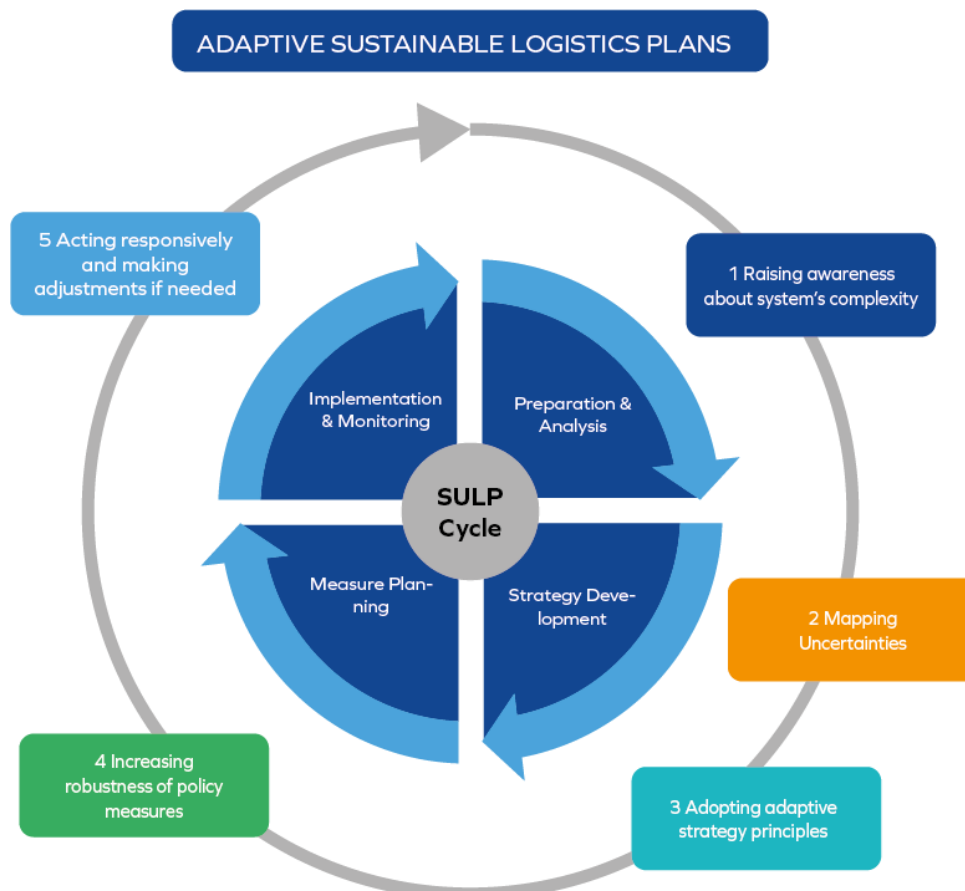 ADAPTIVE SUSTAINABLE LOGISTICS PLANS
5 Acting responsively
and making
adjustments if needed
1 Raising awareness
about system's complexity
Implementation
& Monitoring
Preparation &
Analysis
SULP
Cycle
Measure Plan-
ning
Strategy Deve-
lopment
2 Mapping
Uncertainties
4 Increasing
robustness of policy
measures
3 Adopting adaptive
strategy principles